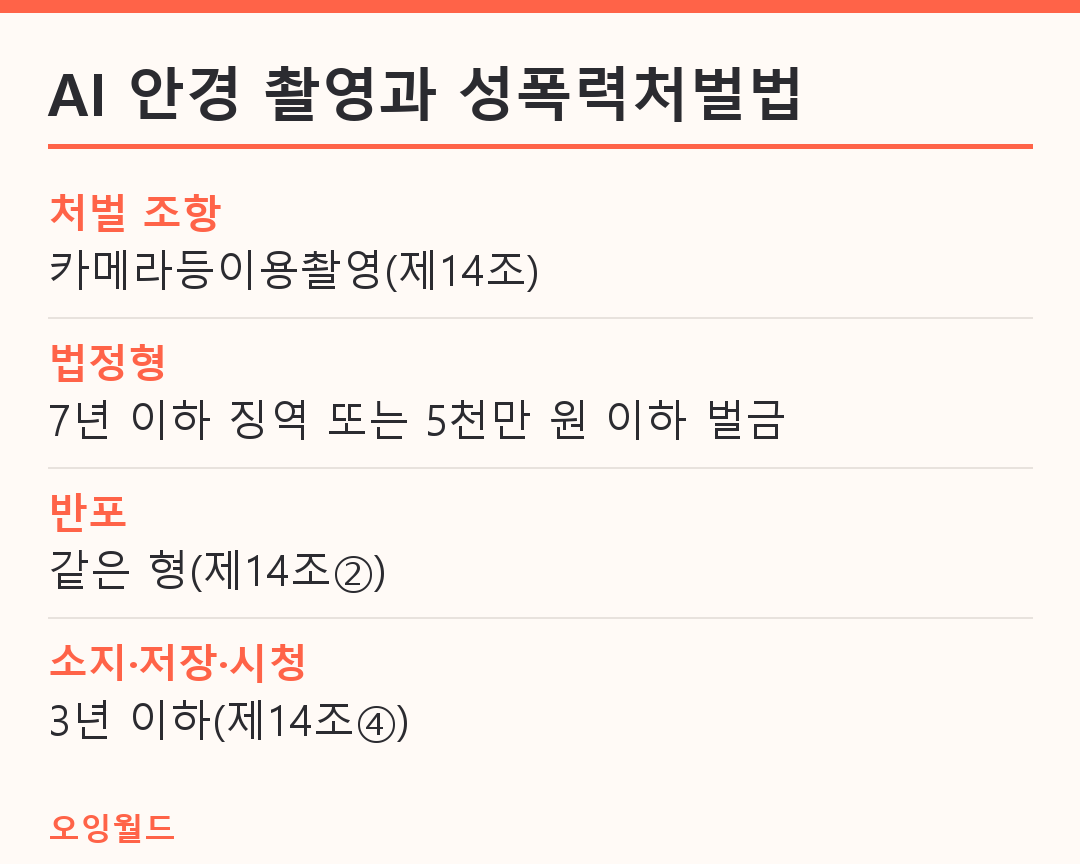 AI 안경 촬영과 성폭력처벌법
처벌 조항
카메라등이용촬영(제14조)
법정형
7년 이하 징역 또는 5천만 원 이하 벌금
반포
같은 형(제14조②)
소지·저장·시청
3년 이하(제14조④)
오잉월드